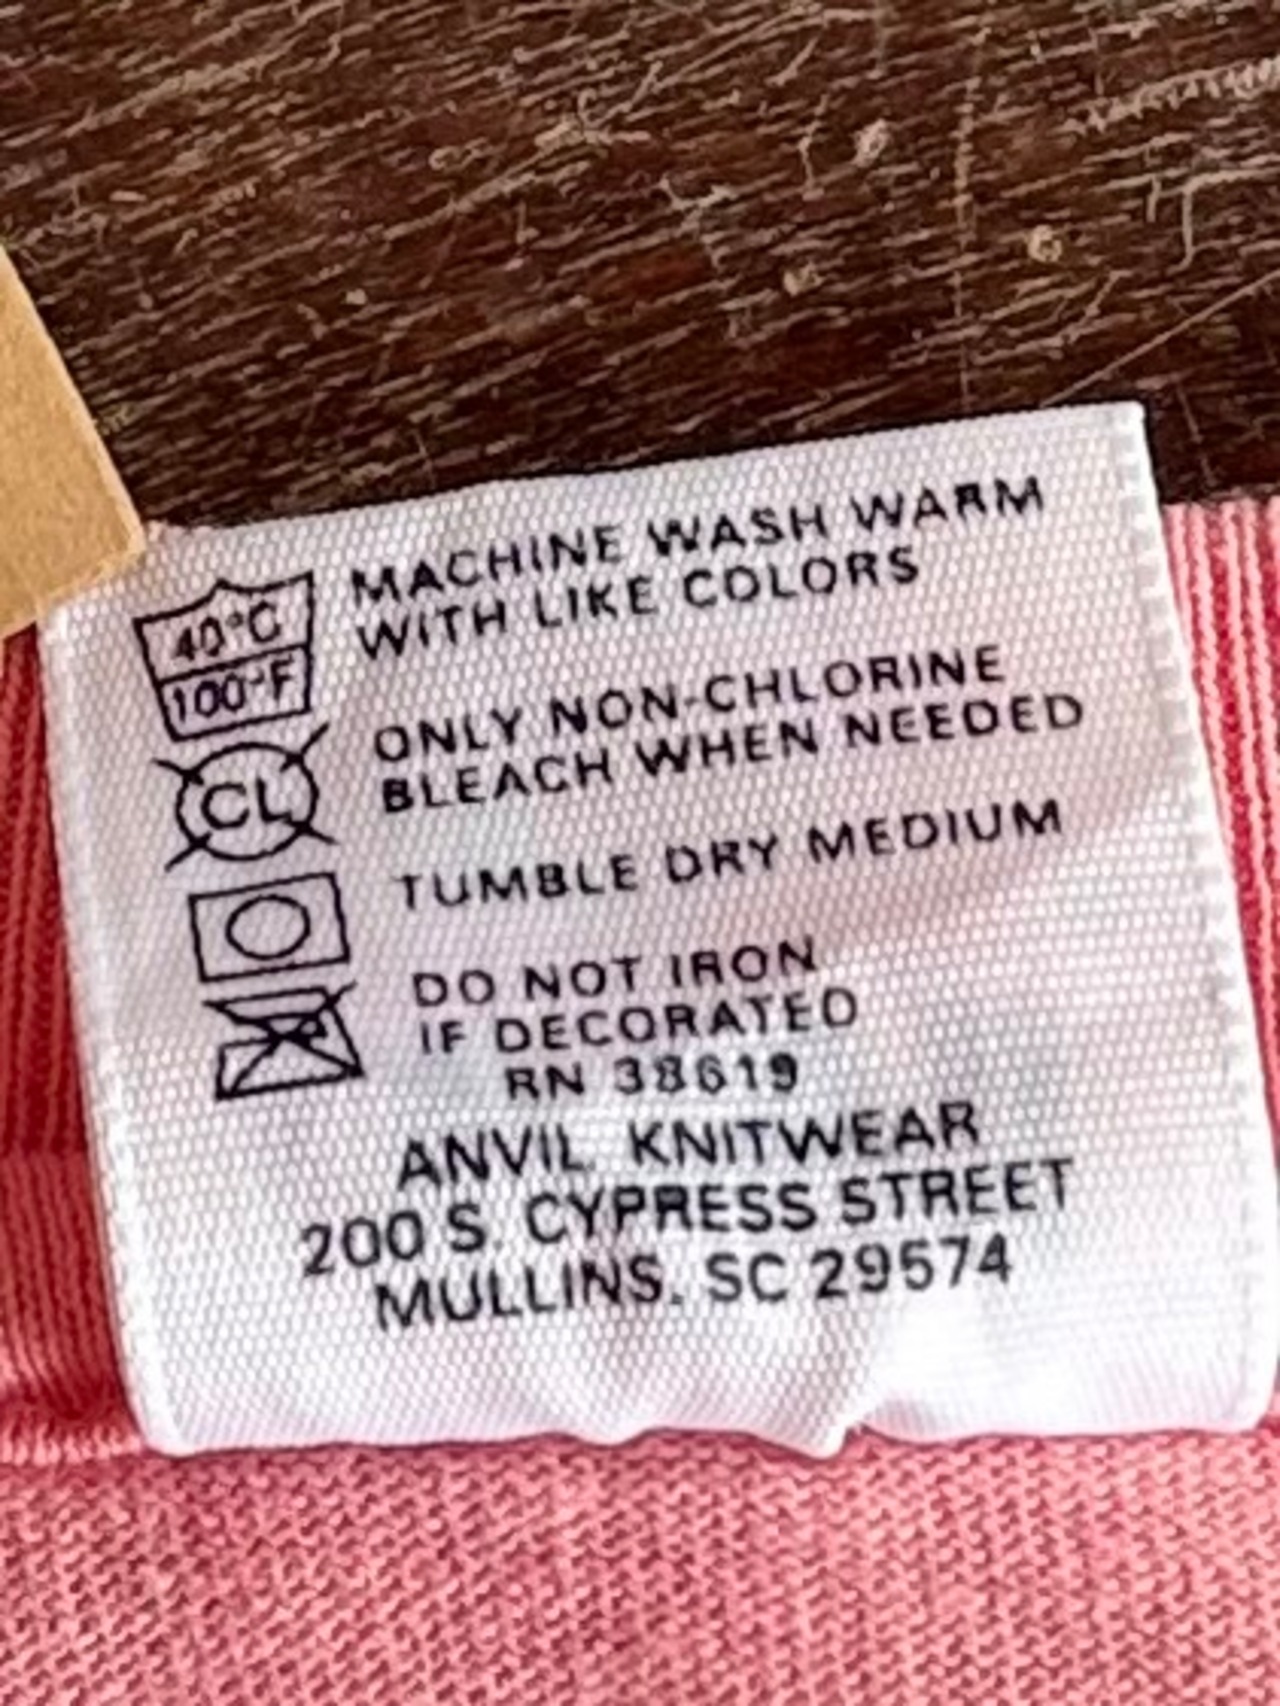 40°C
100°F
CL
MACHINE WASH WARM
WITH LIKE COLORS
ONLY NON-CHLORINE
BLEACH WHEN NEEDED
TUMBLE DRY MEDIUM
DO NOT IRON
IF DECORATED
RN 38619
ANVIL KNITWEAR
200 S. CYPRESS STREET
MULLINS, SC 29574